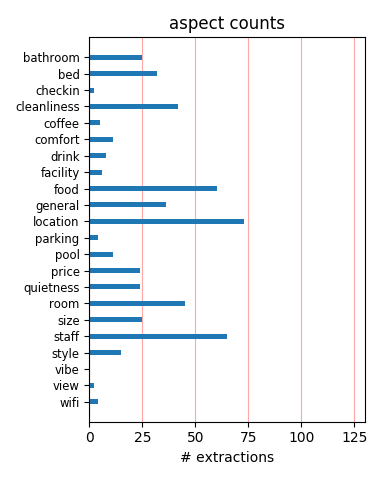 aspect counts
bathroom
bed
checkin
cleanliness
coffee
comfort
drink
facility
food
general
location
parking
pool
price
quietness
room
size
staff
style
vibe
view
wifi
0 25 50 75 100 125
# extractions